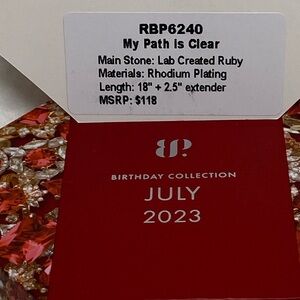 RBP6240
My Path is Clear
Main Stone: Lab Created Ruby
Materials: Rhodium Plating
Length: 18" + 2.5" extender
MSRP: $118
BP
BIRTHDAY COLLECTION
JULY
2023